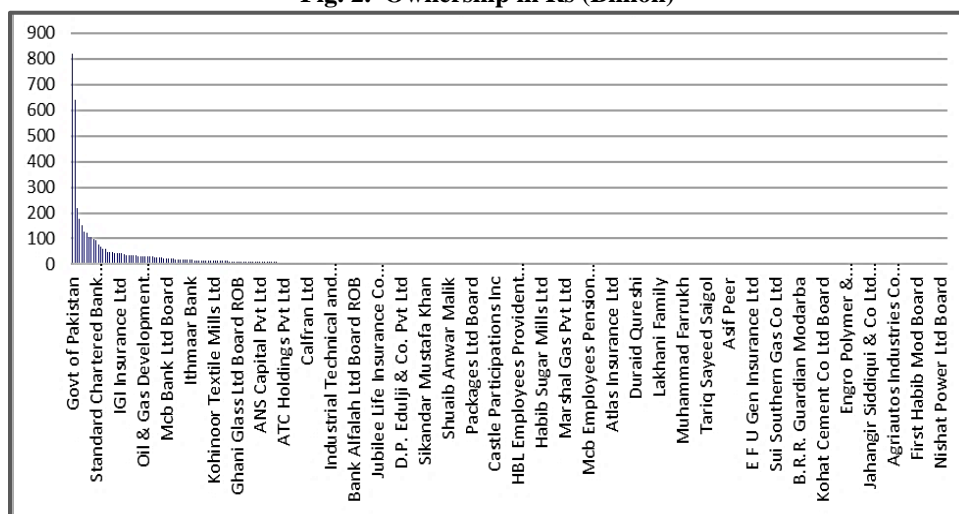 Fig. 2. Ownership in Rs (Billion)
900
800
700
600
500
400
300
200
100
0
Govt of Pakistan
Standard Chartered Bank…
IGI Insurance Ltd
Oil & Gas Development…
Mcb Bank Ltd Board
Ithmaar Bank
Kohinoor Textile Mills Ltd
Ghani Glass Ltd Board ROB
ANS Capital Pvt Ltd
ATC Holdings Pvt Ltd
Calfran Ltd
Industrial Technical and…
Bank Alfalah Ltd Board ROB
Jubilee Life Insurance Co…
D.P. Edulji & Co. Pvt Ltd
Sikandar Mustafa Khan
Shuaib Anwar Malik
Packages Ltd Board
Castle Participations Inc
HBL Employees Provident…
Habib Sugar Mills Ltd
Marshal Gas Pvt Ltd
Mcb Employees Pension…
Atlas Insurance Ltd
Duraid Qureshi
Lakhani Family
Muhammad Farrukh
Tariq Sayeed Saigol
Asif Peer
E F U Gen Insurance Ltd
Sui Southern Gas Co Ltd
B.R.R. Guardian Modarba
Kohat Cement Co Ltd Board
Engro Polymer &…
Jahangir Siddiqui & Co Ltd…
Agriautos Industries Co…
First Habib Mod Board
Nishat Power Ltd Board